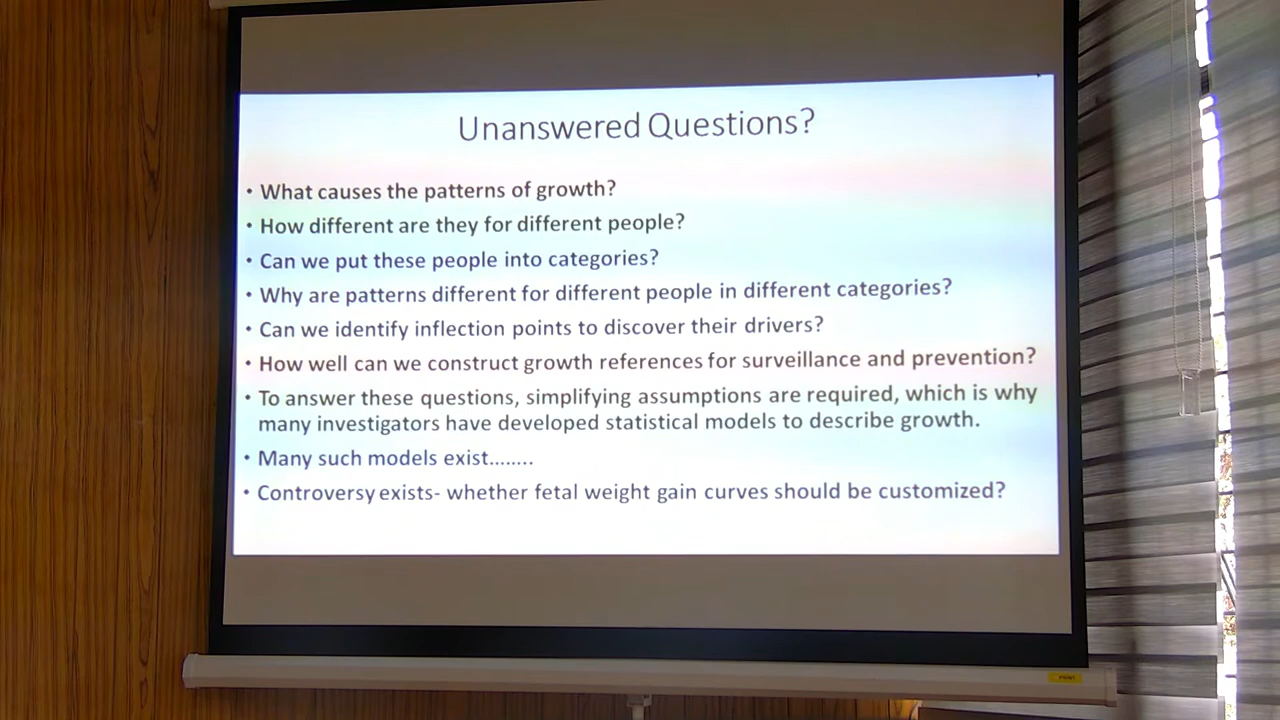 Unanswered Questions?
• What causes the patterns of growth?
• How different are they for different people?
• Can we put these people into categories?
• Why are patterns different for different people in different categories?
• Can we identify inflection points to discover their drivers?
• How well can we construct growth references for surveillance and prevention?
• To answer these questions, simplifying assumptions are required, which is why
many investigators have developed statistical models to describe growth.
• Many such models exist........
• Controversy exists- whether fetal weight gain curves should be customized?